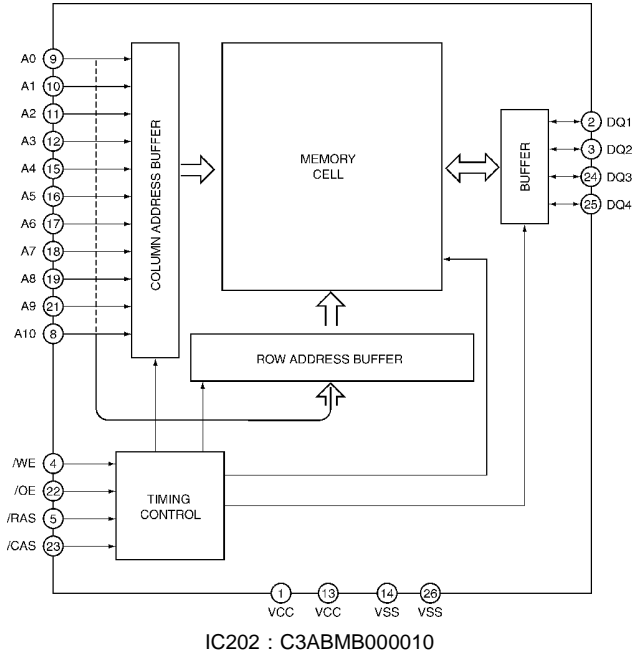 A0 9
A1 10
A2 11
A3 12
A4 15
A5 16
A6 17
A7 18
A8 19
A9 21
A10 8
COLUMN ADDRESS BUFFER
MEMORY
CELL
BUFFER
2 DQ1
3 DQ2
24 DQ3
25 DQ4
ROW ADDRESS BUFFER
/WE 4
/OE 22
/RAS 5
/CAS 23
TIMING
CONTROL
1 13 14 26
VCC VCC VSS VSS
IC202 : C3ABMB000010